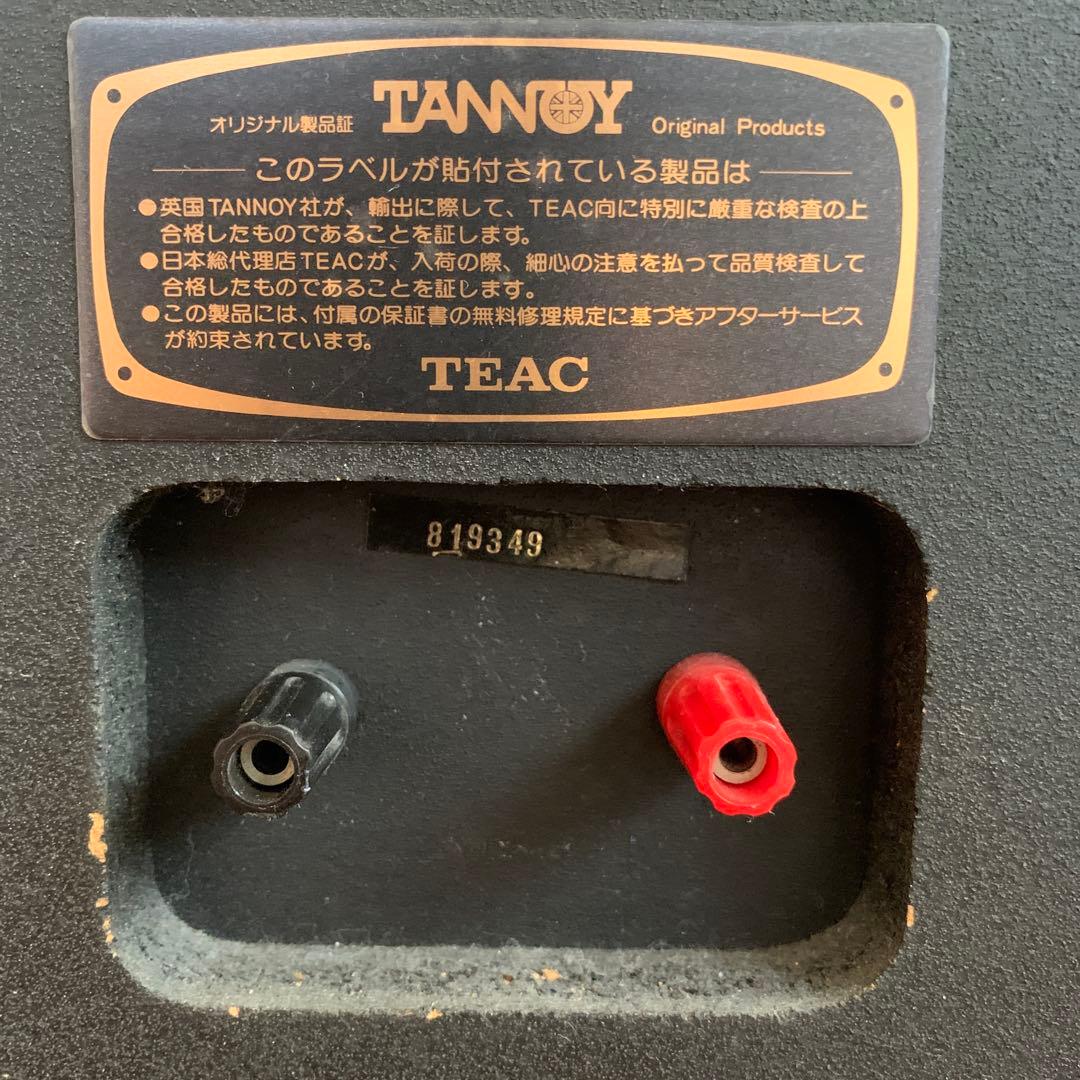 オリジナル製品証 TANNOY Original Products
このラベルが貼付されている製品は
●英国TANNOY社が、輸出に際して、TEAC向に特別に厳重な検査の上
合格したものであることを証します。
●日本総代理店TEACが、入荷の際、細心の注意を払って品質検査して
合格したものであることを証します。
●この製品には、付属の保証書の無料修理規定に基づきアフターサービス
が約束されています。
TEAC
819349